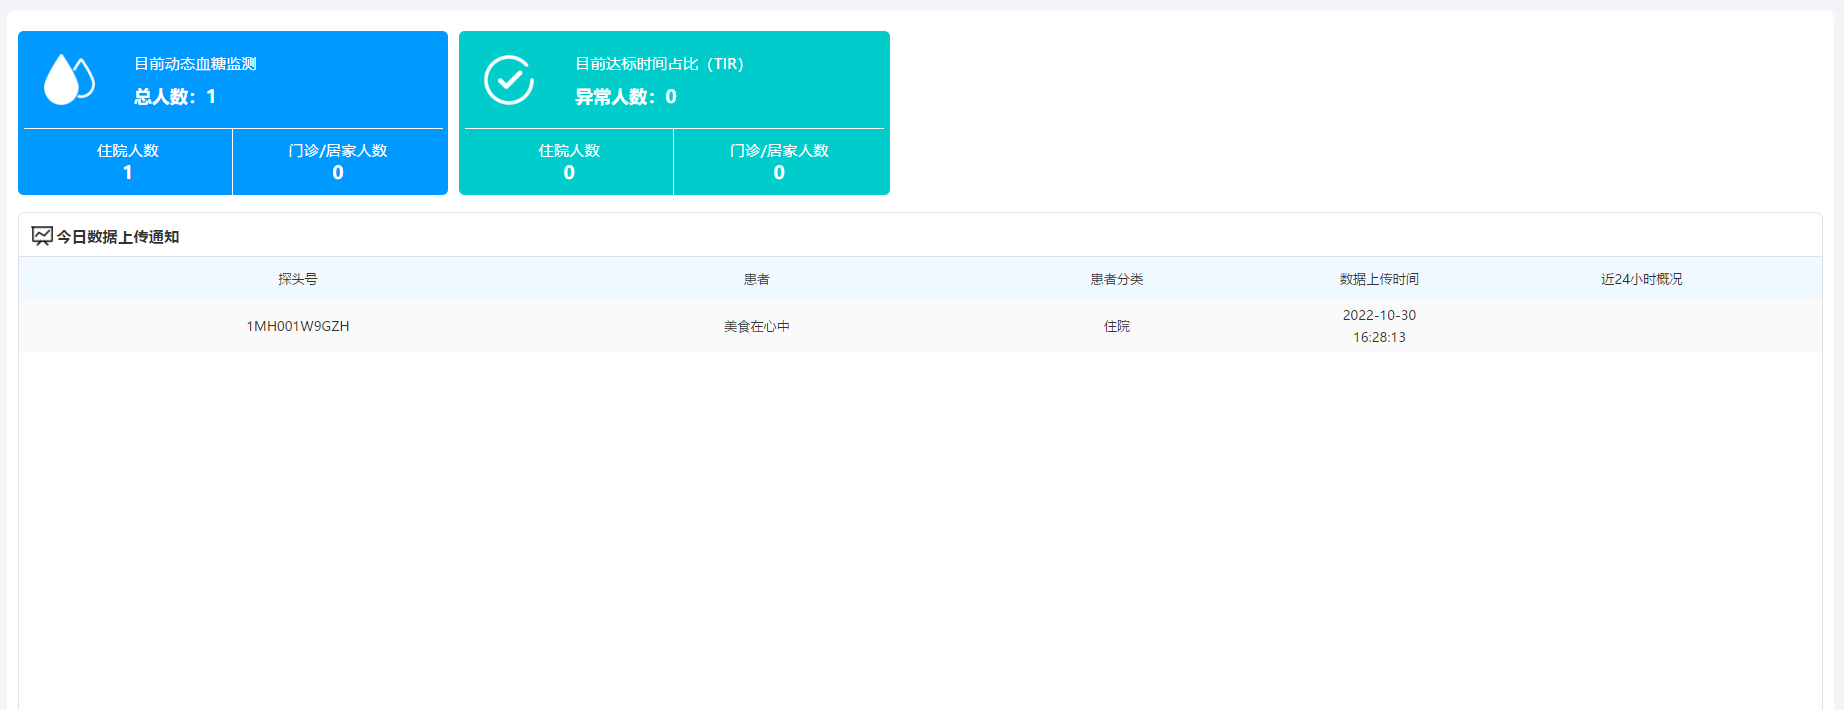 目前动态血糖监测
总人数：1
住院人数
1
门诊/居家人数
0
目前达标时间占比（TIR）
异常人数：0
住院人数
0
门诊/居家人数
0
今日数据上传通知
探头号 患者 患者分类 数据上传时间 近24小时概况
1MH001W9GZH 美食在心中 住院 2022-10-30
16:28:13